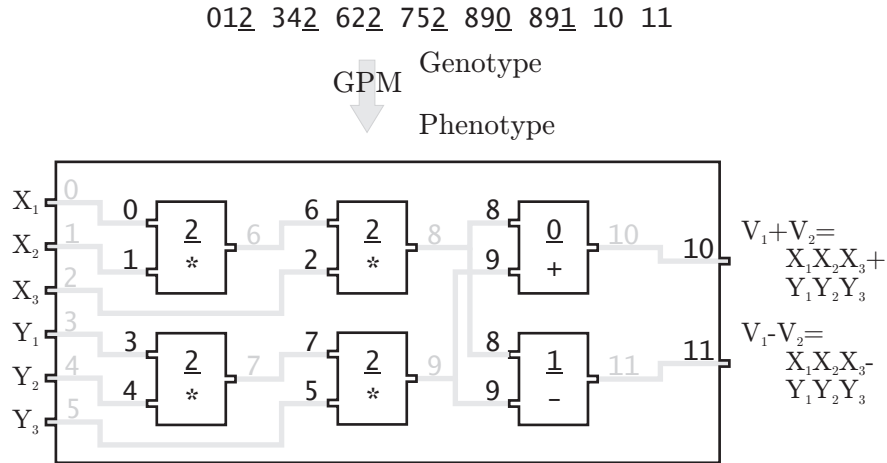 012 342 622 752 890 891 10 11
Genotype
GPM
Phenotype
X1 0
X2 1
X3 2
Y1 3
Y2 4
Y3 5
0 2 6
1 *
6 2 8
2 *
8 0 10
9 +
3 2 7
4 *
7 2 9
5 *
8 1 11
9 -
10
11
V1+V2=
X1X2X3+
Y1Y2Y3
V1-V2=
X1X2X3-
Y1Y2Y3